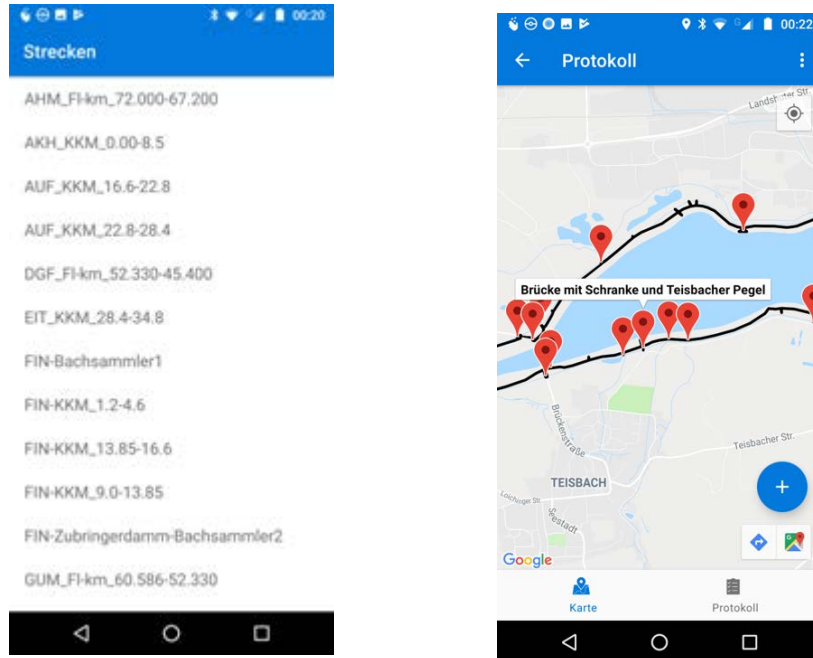 00:20
Strecken
AHM_Fl-km_72.000-67.200
AKH_KKM_0.00-8.5
AUF_KKM_16.6-22.8
AUF_KKM_22.8-28.4
DGF_Fl-km_52.330-45.400
EIT_KKM_28.4-34.8
FIN-Bachsammler1
FIN-KKM_1.2-4.6
FIN-KKM_13.85-16.6
FIN-KKM_9.0-13.85
FIN-Zubringerdamm-Bachsammler2
GUM_Fl-km_60.586-52.330
00:22
Protokoll
Str
Brücke mit Schranke und Teisbacher Pegel
Brückenstraße
Teisbacher Str.
TEISBACH
Seestadt
Google
Karte
Protokoll